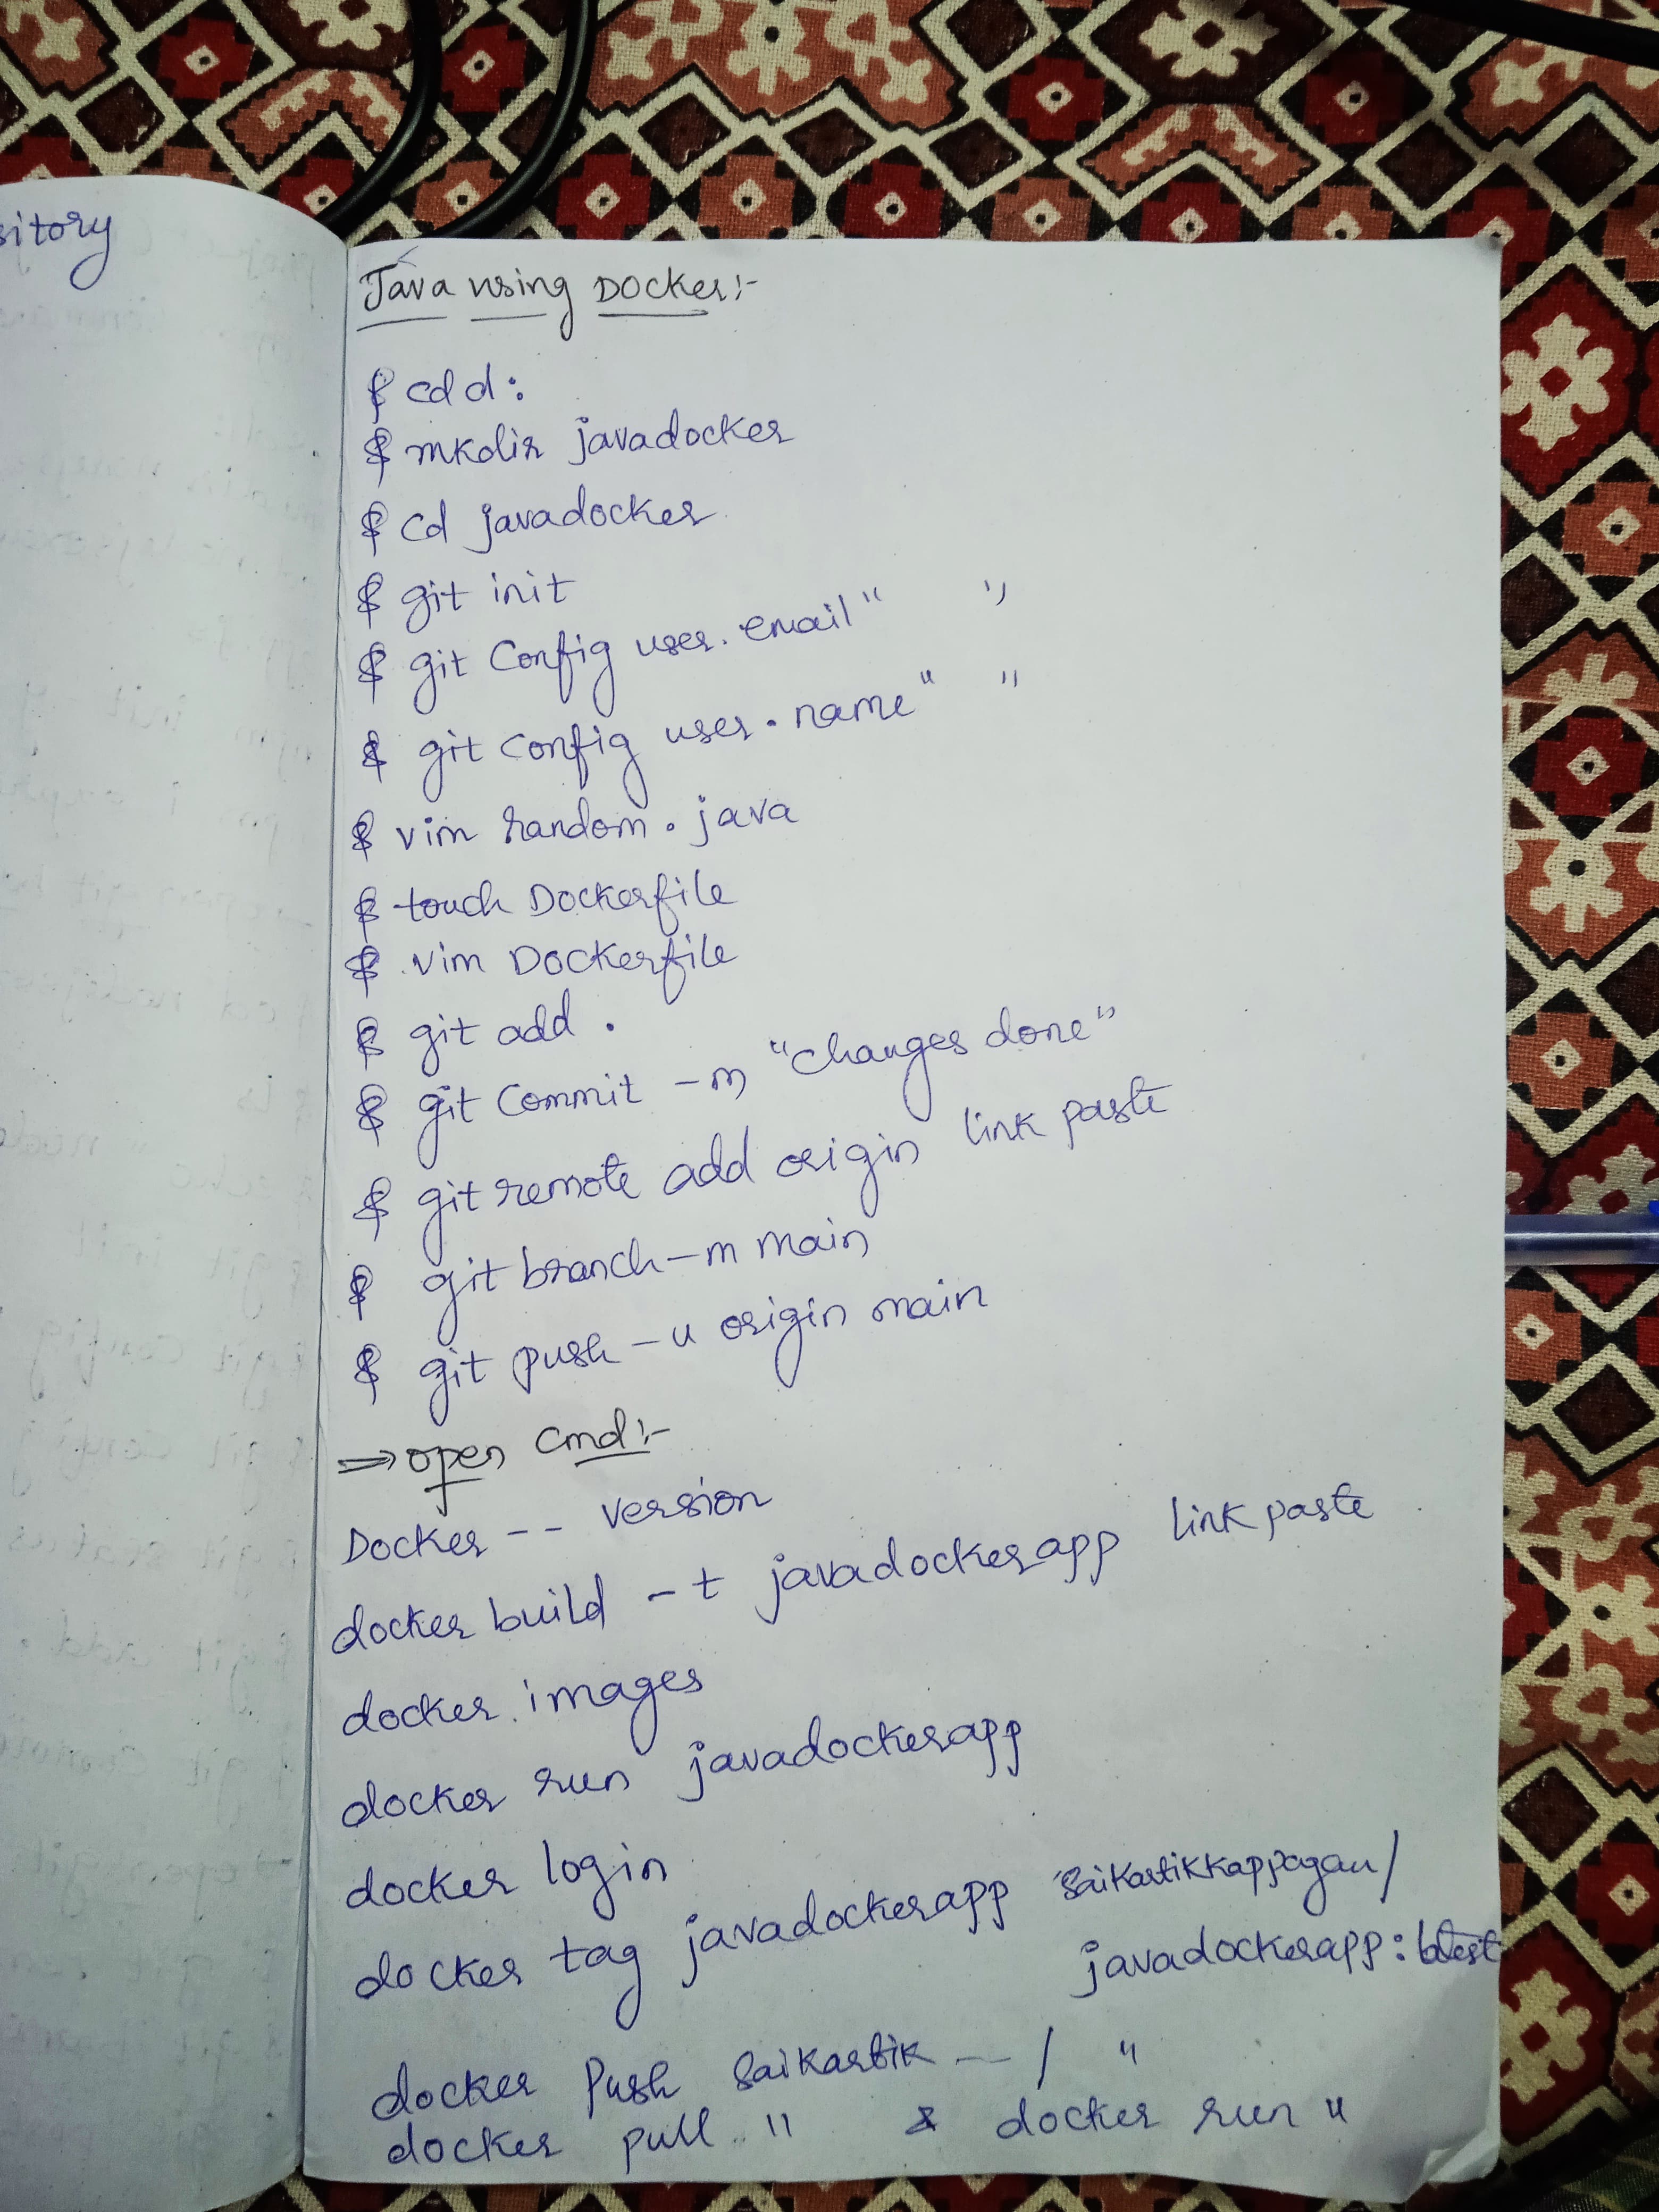 sitory
Java using Docker:-
$ cd d:
$ mkdir javadocker
$ cd javadocker
$ git init
$ git Config user.email " "
$ git config user.name " "
$ vim random.java
$ touch Dockerfile
$ vim Dockerfile
$ git add .
$ git Commit -m "changes done"
$ git remote add origin link paste
$ git branch -m main
$ git push -u origin main
=> open Cmd:-
Docker -- version
docker build -t javadockerapp link paste
docker images
docker run javadockerapp
docker login
docker tag javadockerapp saikartikkappagan/
javadockerapp:latest
docker Push saikartik --- / "
docker pull " & docker run "